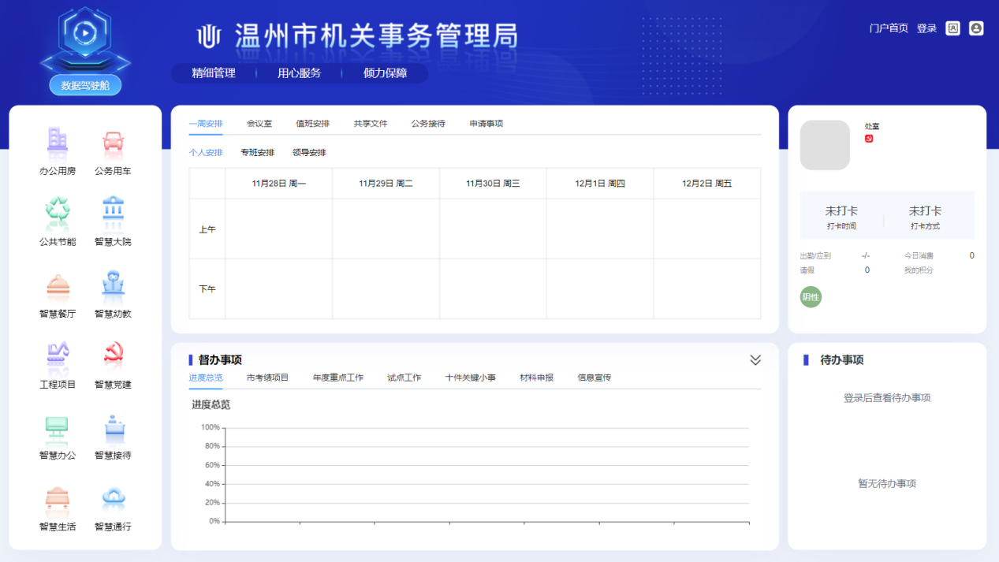 温州市机关事务管理局
门户首页 登录
数据驾驶舱
精细管理 用心服务 倾力保障
办公用房 公务用车
公共节能 智慧大院
智慧餐厅 智慧幼教
工程项目 智慧党建
智慧办公 智慧接待
智慧生活 智慧通行
一周安排 会议室 值班安排 共享文件 公务接待 申请事项
个人安排 专班安排 领导安排
11月28日 周一 11月29日 周二 11月30日 周三 12月1日 周四 12月2日 周五
上午
下午
督办事项
进度总览 市考绩项目 年度重点工作 试点工作 十件关键小事 材料申报 信息宣传
进度总览
100%
80%
60%
40%
20%
0%
处室
未打卡 未打卡
打卡时间 打卡方式
出勤/应到 -/- 今日消费 0
请假 0 我的积分
阴性
待办事项
登录后查看待办事项
暂无待办事项